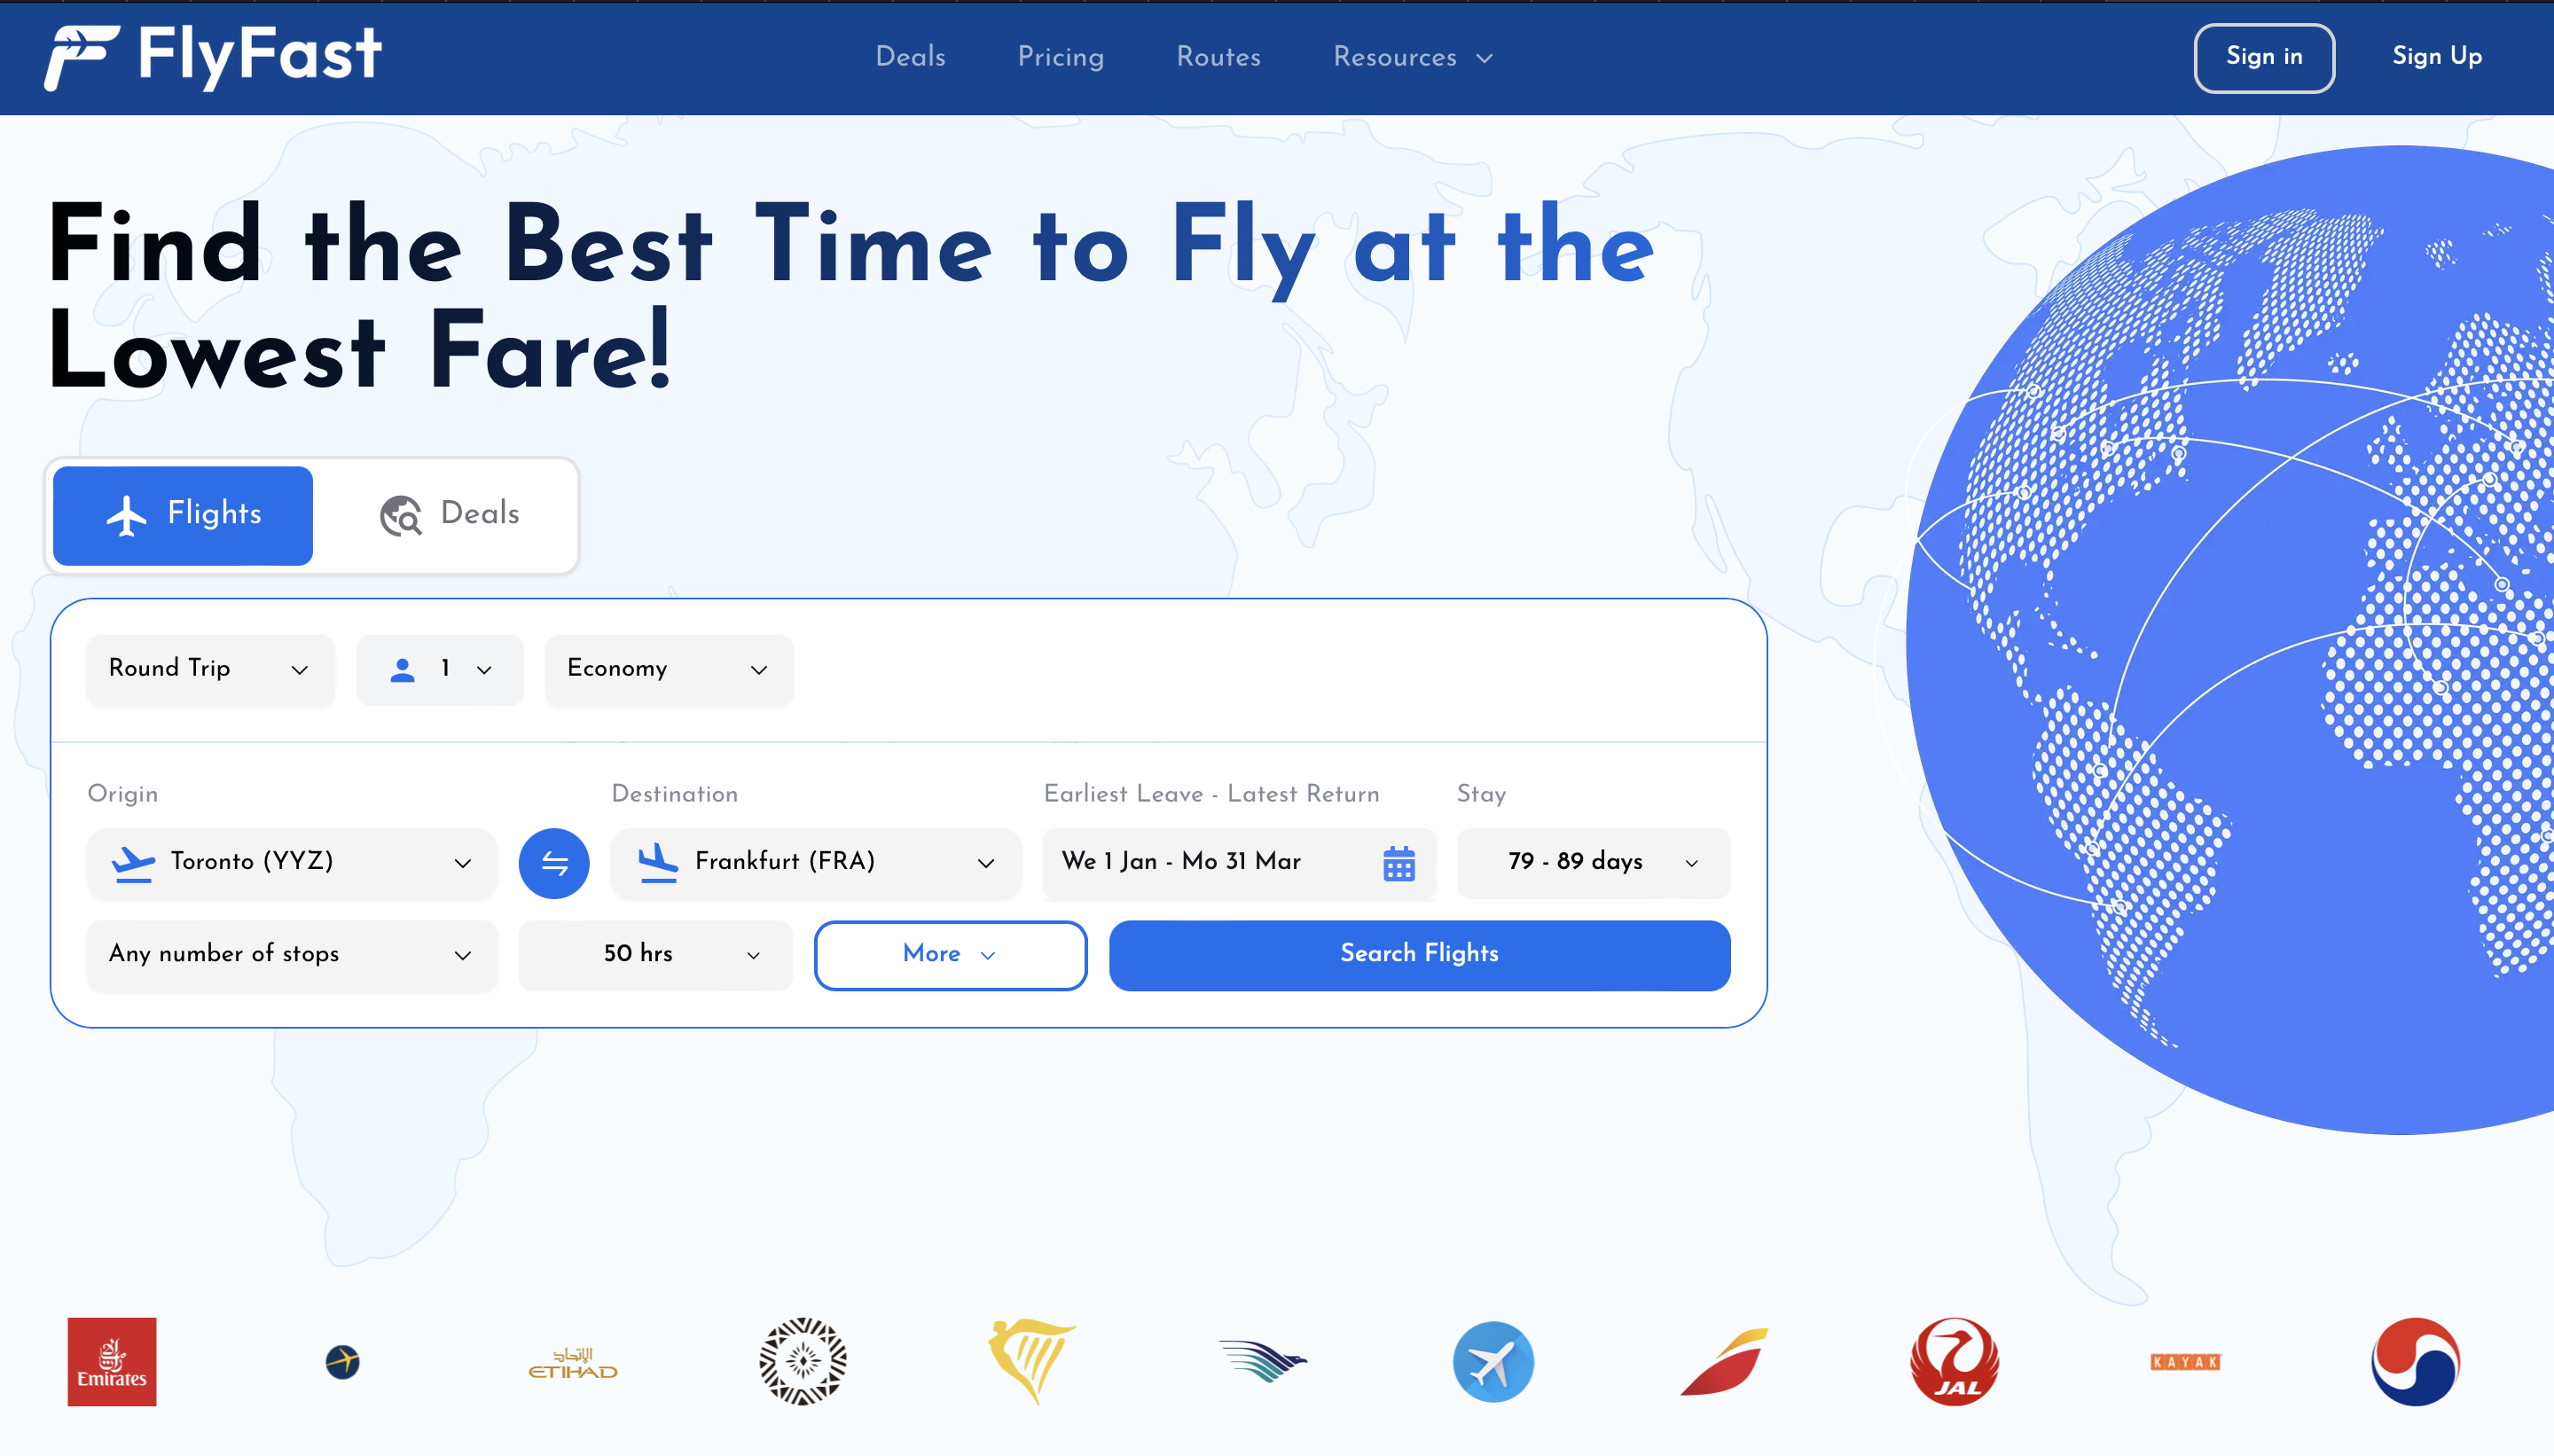 FlyFast
Deals
Pricing
Routes
Resources
Sign in
Sign Up
Find the Best Time to Fly at the
Lowest Fare!
Flights
Deals
Round Trip
1
Economy
Origin
Destination
Earliest Leave - Latest Return
Stay
Toronto (YYZ)
Frankfurt (FRA)
We 1 Jan - Mo 31 Mar
79 - 89 days
Any number of stops
50 hrs
More
Search Flights
Emirates
الإتحاد
ETIHAD
JAL
KAYAK